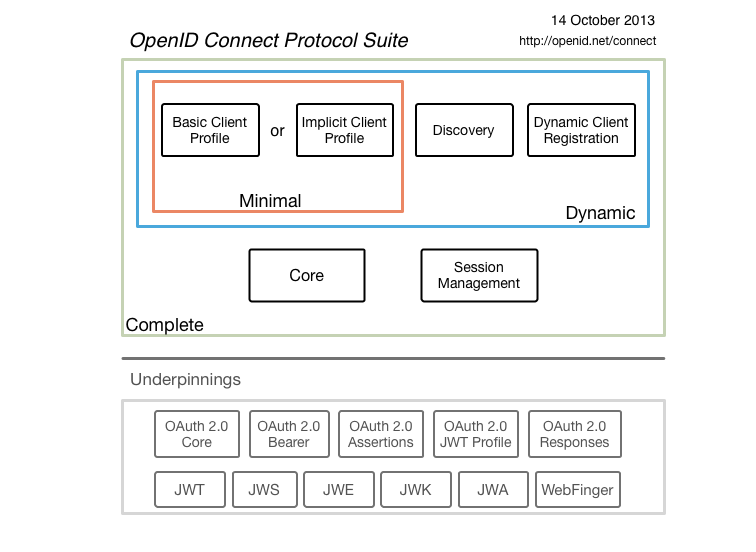 14 October 2013
OpenID Connect Protocol Suite
http://openid.net/connect
Basic Client
Profile
or
Implicit Client
Profile
Discovery
Dynamic Client
Registration
Minimal
Dynamic
Core
Session
Management
Complete
Underpinnings
OAuth 2.0
Core
OAuth 2.0
Bearer
OAuth 2.0
Assertions
OAuth 2.0
JWT Profile
OAuth 2.0
Responses
JWT
JWS
JWE
JWK
JWA
WebFinger